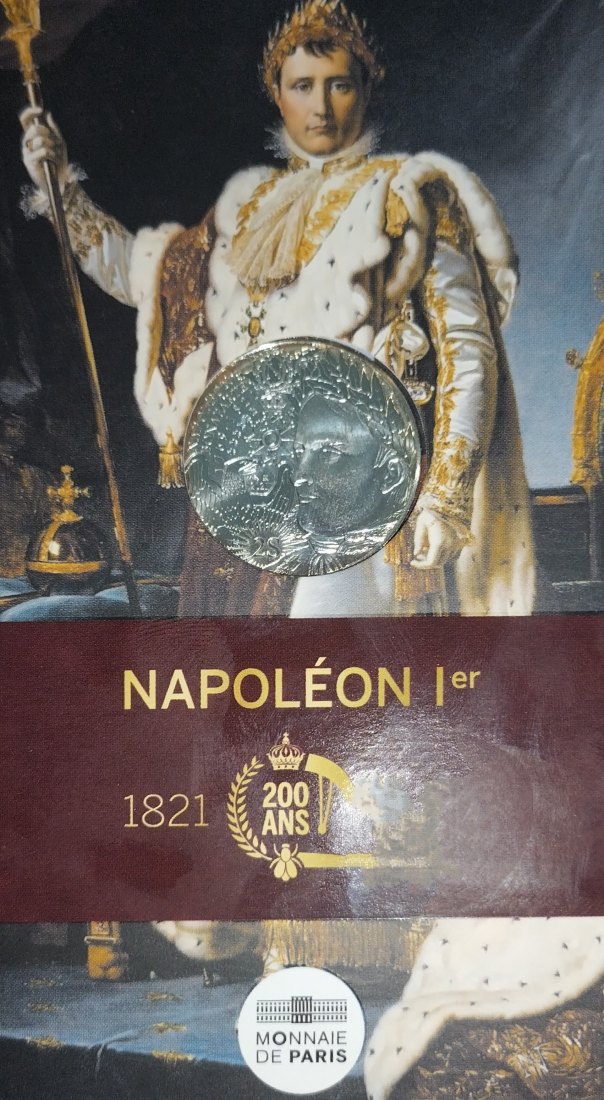 NAPOLÉON Ier
1821
200
ANS
MONNAIE
DE PARIS